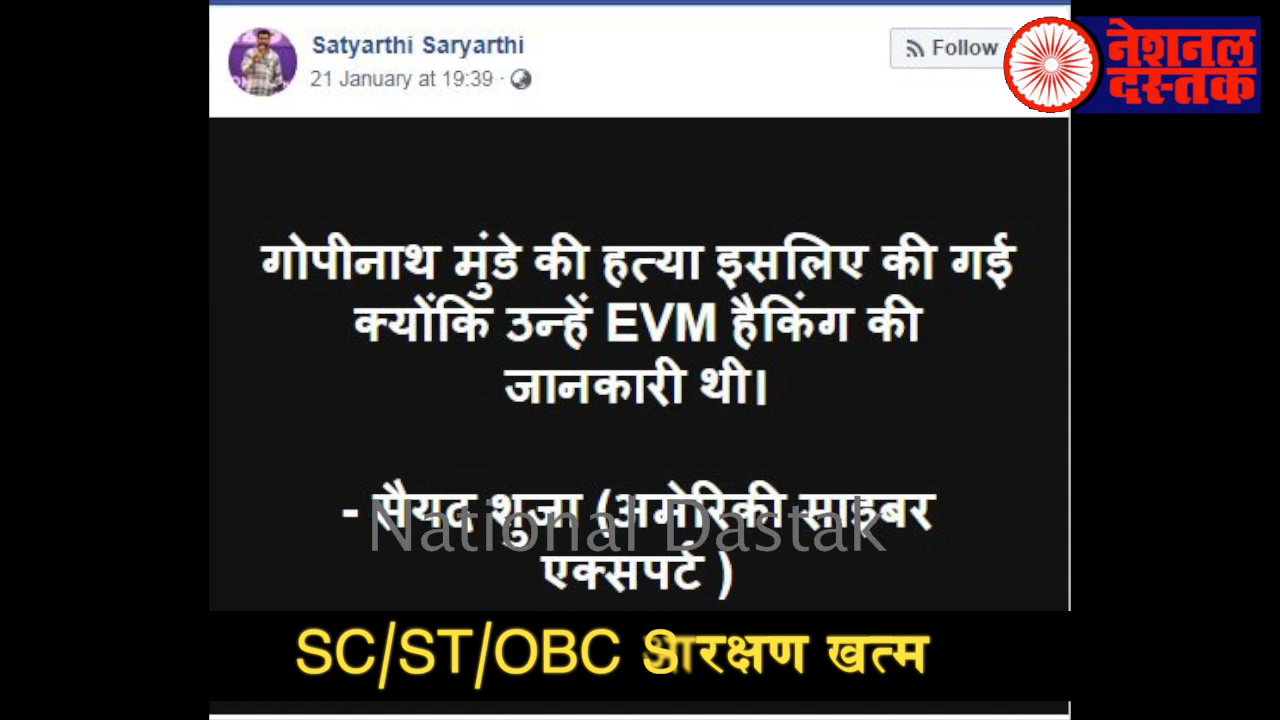 Satyarthi Saryarthi
21 January at 19:39 ·
Follow
नेशनल
दस्तक
गोपीनाथ मुंडे की हत्या इसलिए की गई
क्योंकि उन्हें EVM हैकिंग की
जानकारी थी।
- सैयद शुजा (अमेरिकी साइबर
एक्सपर्ट )
National Dastak
SC/ST/OBC आरक्षण खत्म